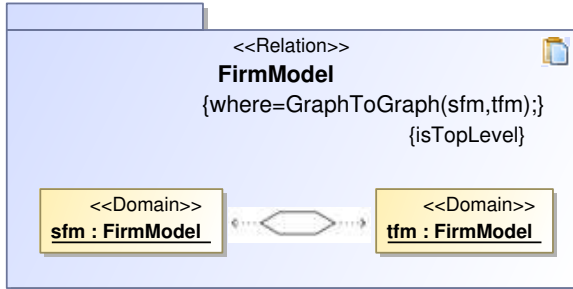 <<Relation>>
FirmModel
{where=GraphToGraph(sfm,tfm);}
{isTopLevel}
<<Domain>>
sfm : FirmModel
<<Domain>>
tfm : FirmModel